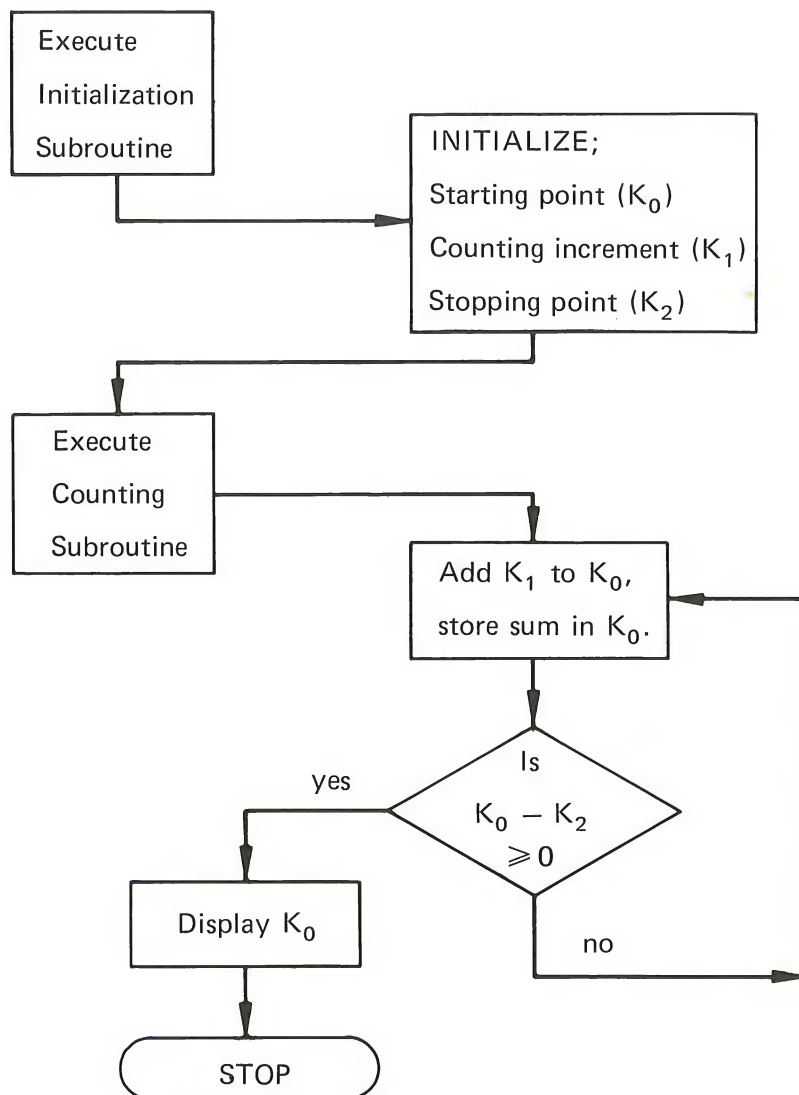 Execute
Initialization
Subroutine
INITIALIZE;
Starting point (K₀)
Counting increment (K₁)
Stopping point (K₂)
Execute
Counting
Subroutine
Add K₁ to K₀,
store sum in K₀.
Is
K₀ − K₂
⩾ 0
yes
no
Display K₀
STOP